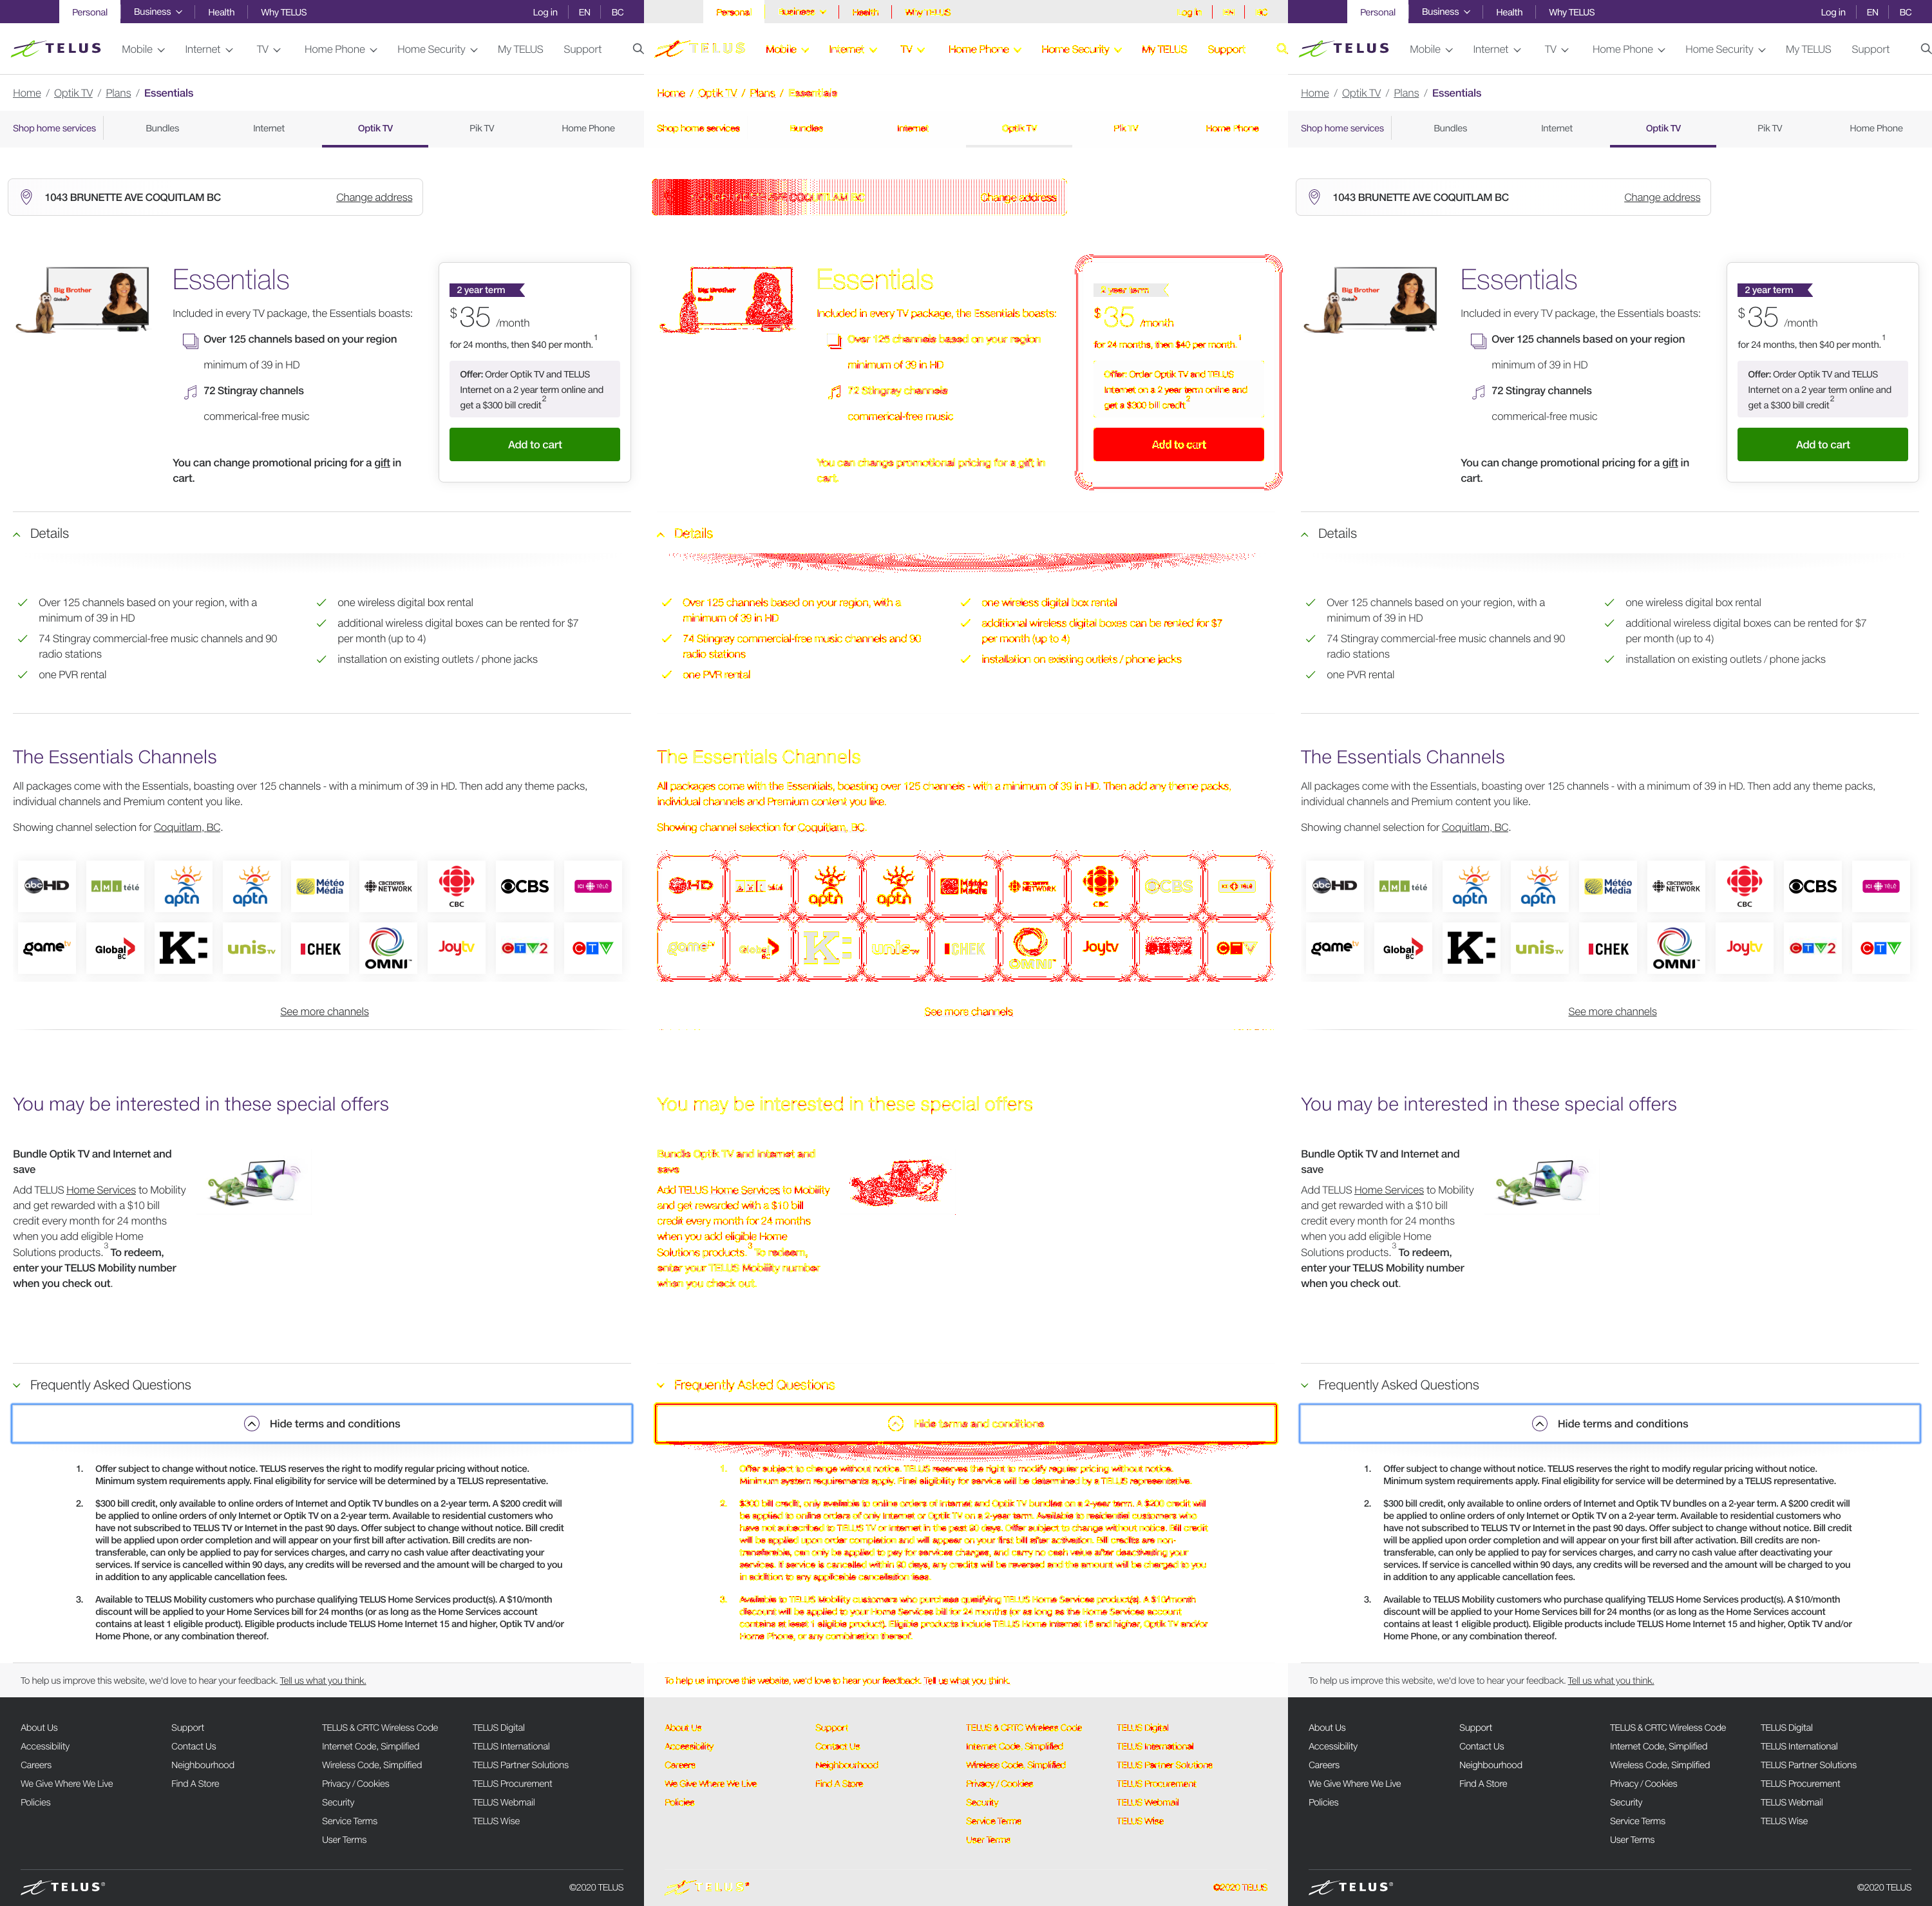 Personal Business Health Why TELUS Log in EN BC
TELUS Mobile Internet TV Home Phone Home Security My TELUS Support
Home / Optik TV / Plans / Essentials
Shop home services Bundles Internet Optik TV Pik TV Home Phone
1043 BRUNETTE AVE COQUITLAM BC Change address
Big Brother
Global
Essentials
Included in every TV package, the Essentials boasts:
Over 125 channels based on your region
minimum of 39 in HD
72 Stingray channels
commerical-free music
You can change promotional pricing for a gift in
cart.
2 year term
$35 /month
for 24 months, then $40 per month.1
Offer: Order Optik TV and TELUS
Internet on a 2 year term online and
get a $300 bill credit2
Add to cart
Details
Over 125 channels based on your region, with a
minimum of 39 in HD
74 Stingray commercial-free music channels and 90
radio stations
one PVR rental
one wireless digital box rental
additional wireless digital boxes can be rented for $7
per month (up to 4)
installation on existing outlets / phone jacks
The Essentials Channels
All packages come with the Essentials, boasting over 125 channels - with a minimum of 39 in HD. Then add any theme packs,
individual channels and Premium content you like.
Showing channel selection for Coquitlam, BC.
abcHD AMI télé aptn aptn Météo Média cbcnews NETWORK CBC CBS ICI TÉLÉ
gametv Global BC K: unis TV CHEK OMNI Joytv CTV2 CTV
See more channels
You may be interested in these special offers
Bundle Optik TV and Internet and
save
Add TELUS Home Services to Mobility
and get rewarded with a $10 bill
credit every month for 24 months
when you add eligible Home
Solutions products.3 To redeem,
enter your TELUS Mobility number
when you check out.
Frequently Asked Questions
Hide terms and conditions
1. Offer subject to change without notice. TELUS reserves the right to modify regular pricing without notice.
Minimum system requirements apply. Final eligibility for service will be determined by a TELUS representative.
2. $300 bill credit, only available to online orders of Internet and Optik TV bundles on a 2-year term. A $200 credit will
be applied to online orders of only Internet or Optik TV on a 2-year term. Available to residential customers who
have not subscribed to TELUS TV or Internet in the past 90 days. Offer subject to change without notice. Bill credit
will be applied upon order completion and will appear on your first bill after activation. Bill credits are non-
transferable, can only be applied to pay for services charges, and carry no cash value after deactivating your
services. If service is cancelled within 90 days, any credits will be reversed and the amount will be charged to you
in addition to any applicable cancellation fees.
3. Available to TELUS Mobility customers who purchase qualifying TELUS Home Services product(s). A $10/month
discount will be applied to your Home Services bill for 24 months (or as long as the Home Services account
contains at least 1 eligible product). Eligible products include TELUS Home Internet 15 and higher, Optik TV and/or
Home Phone, or any combination thereof.
To help us improve this website, we'd love to hear your feedback. Tell us what you think.
About Us Support TELUS & CRTC Wireless Code TELUS Digital
Accessibility Contact Us Internet Code, Simplified TELUS International
Careers Neighbourhood Wireless Code, Simplified TELUS Partner Solutions
We Give Where We Live Find A Store Privacy / Cookies TELUS Procurement
Policies Security TELUS Webmail
Service Terms TELUS Wise
User Terms
TELUS® ©2020 TELUS